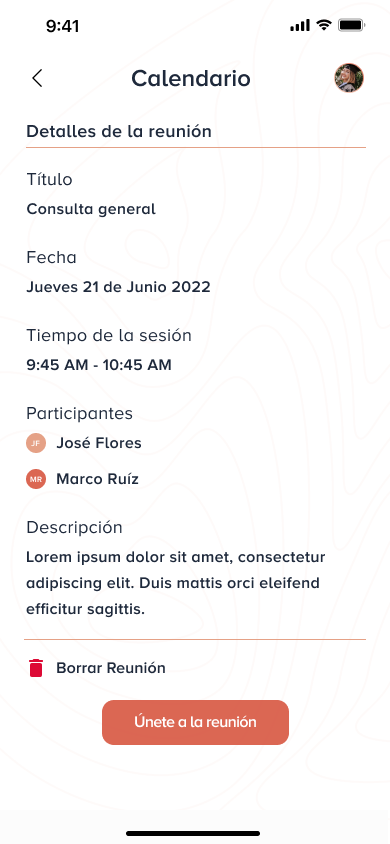 9:41
Calendario
Detalles de la reunión
Título
Consulta general
Fecha
Jueves 21 de Junio 2022
Tiempo de la sesión
9:45 AM - 10:45 AM
Participantes
JF José Flores
MR Marco Ruíz
Descripción
Lorem ipsum dolor sit amet, consectetur
adipiscing elit. Duis mattis orci eleifend
efficitur sagittis.
Borrar Reunión
Únete a la reunión